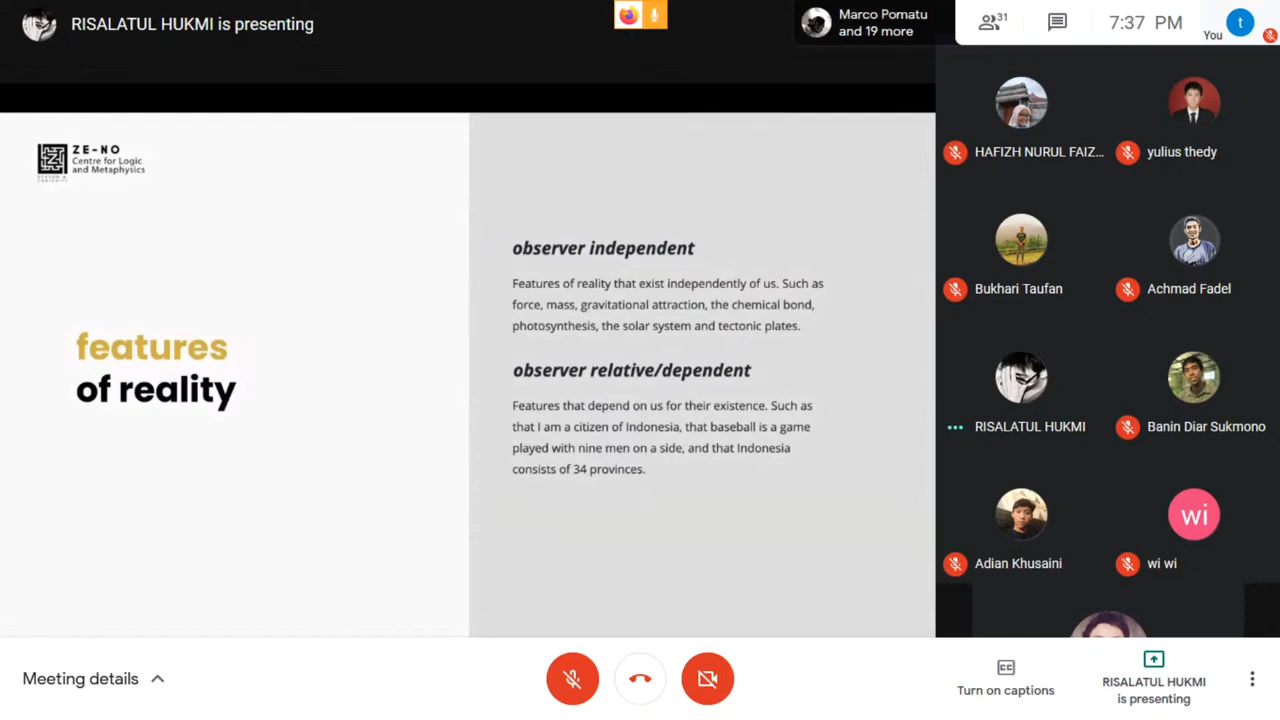 RISALATUL HUKMI is presenting
Marco Pomatu
and 19 more
31
7:37 PM
You
t
ZE-NO
Centre for Logic
and Metaphysics
features
of reality
observer independent
Features of reality that exist independently of us. Such as
force, mass, gravitational attraction, the chemical bond,
photosynthesis, the solar system and tectonic plates.
observer relative/dependent
Features that depend on us for their existence. Such as
that I am a citizen of Indonesia, that baseball is a game
played with nine men on a side, and that Indonesia
consists of 34 provinces.
HAFIZH NURUL FAIZ...
yulius thedy
Bukhari Taufan
Achmad Fadel
RISALATUL HUKMI
Banin Diar Sukmono
Adian Khusaini
wi
wi wi
Meeting details
Turn on captions
RISALATUL HUKMI
is presenting